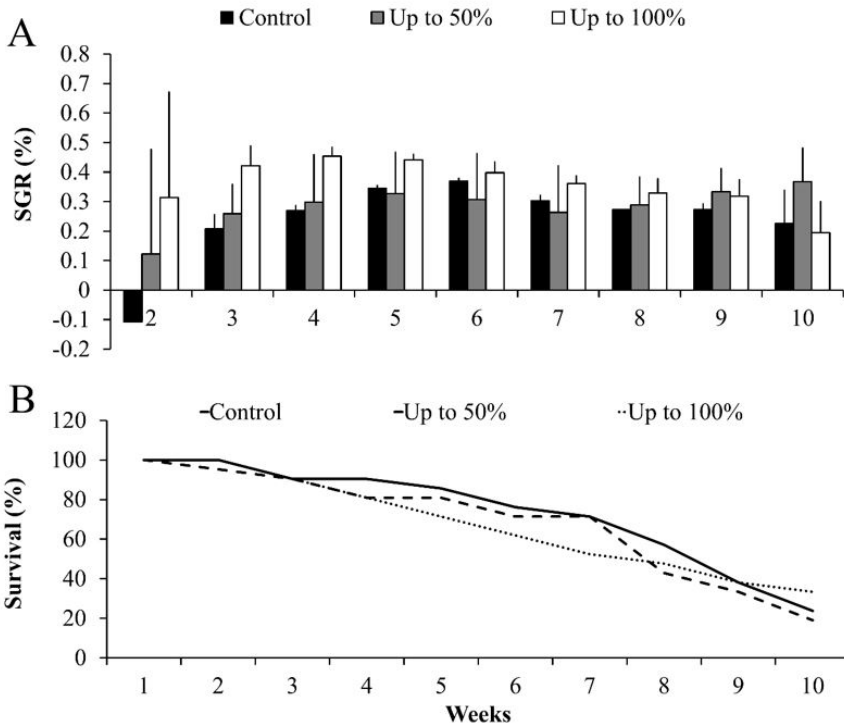 A
Control Up to 50% Up to 100%
SGR (%)
0.8
0.7
0.6
0.5
0.4
0.3
0.2
0.1
0
-0.1
-0.2
2 3 4 5 6 7 8 9 10
B
Control Up to 50% Up to 100%
Survival (%)
120
100
80
60
40
20
0
1 2 3 4 5 6 7 8 9 10
Weeks